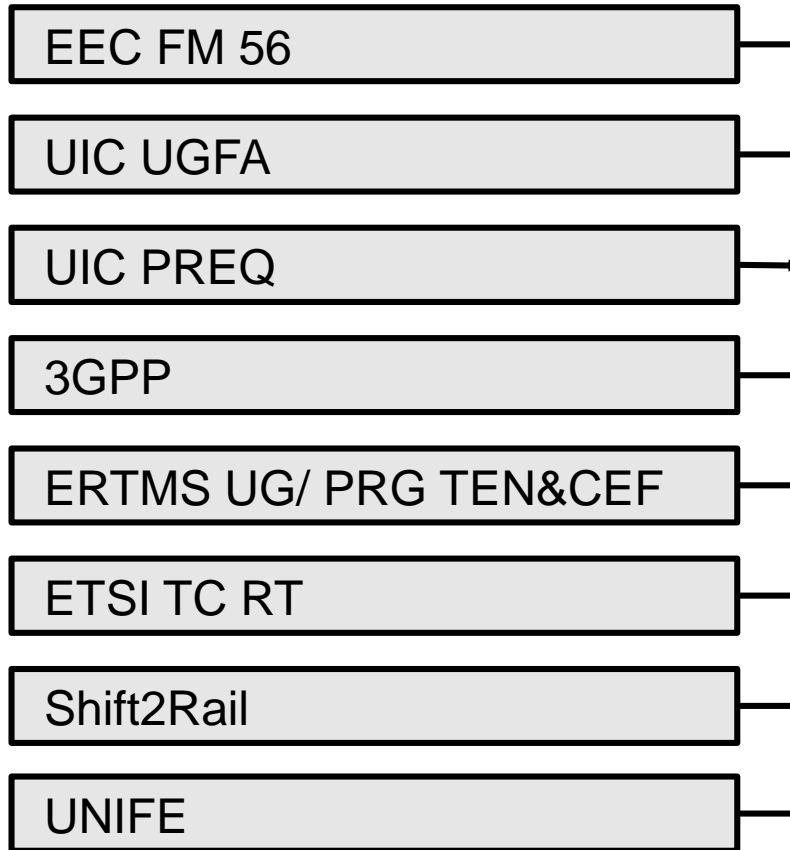 EEC FM 56
UIC UGFA
UIC PREQ
3GPP
ERTMS UG/ PRG TEN&CEF
ETSI TC RT
Shift2Rail
UNIFE